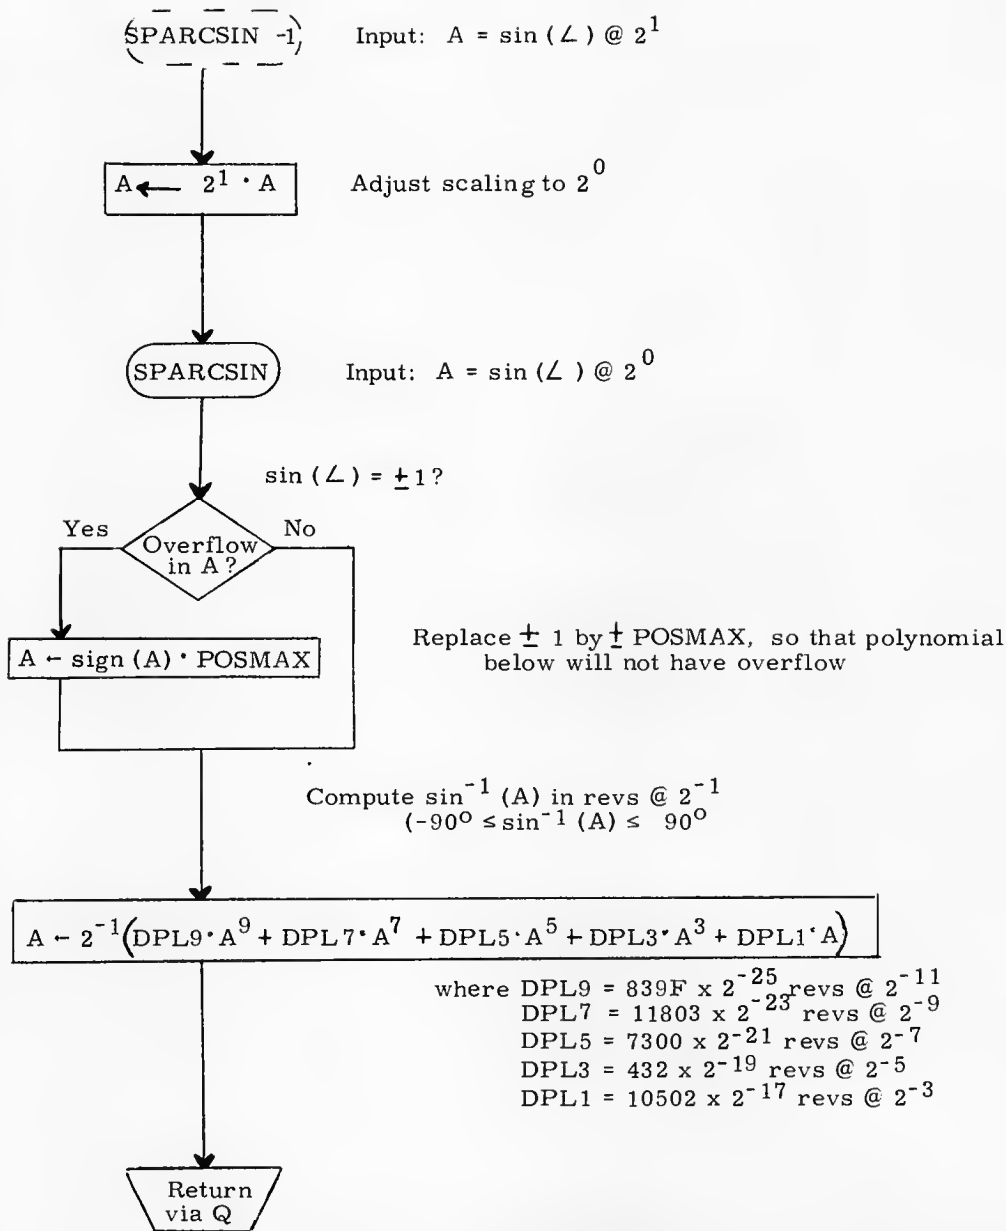 SPARCSIN -1 Input: A = sin (∠) @ 2^1
A ← 2^1 · A Adjust scaling to 2^0
SPARCSIN Input: A = sin (∠ ) @ 2^0
sin (∠) = ±1?
Yes No
Overflow
in A?
A ← sign (A) · POSMAX
Replace ± 1 by ± POSMAX, so that polynomial
below will not have overflow
Compute sin^-1 (A) in revs @ 2^-1
(-90° ≤ sin^-1 (A) ≤ 90°
A ← 2^-1 (DPL9·A^9 + DPL7·A^7 + DPL5·A^5 + DPL3·A^3 + DPL1·A)
where DPL9 = 839F x 2^-25 revs @ 2^-11
DPL7 = 11803 x 2^-23 revs @ 2^-9
DPL5 = 7300 x 2^-21 revs @ 2^-7
DPL3 = 432 x 2^-19 revs @ 2^-5
DPL1 = 10502 x 2^-17 revs @ 2^-3
Return
via Q